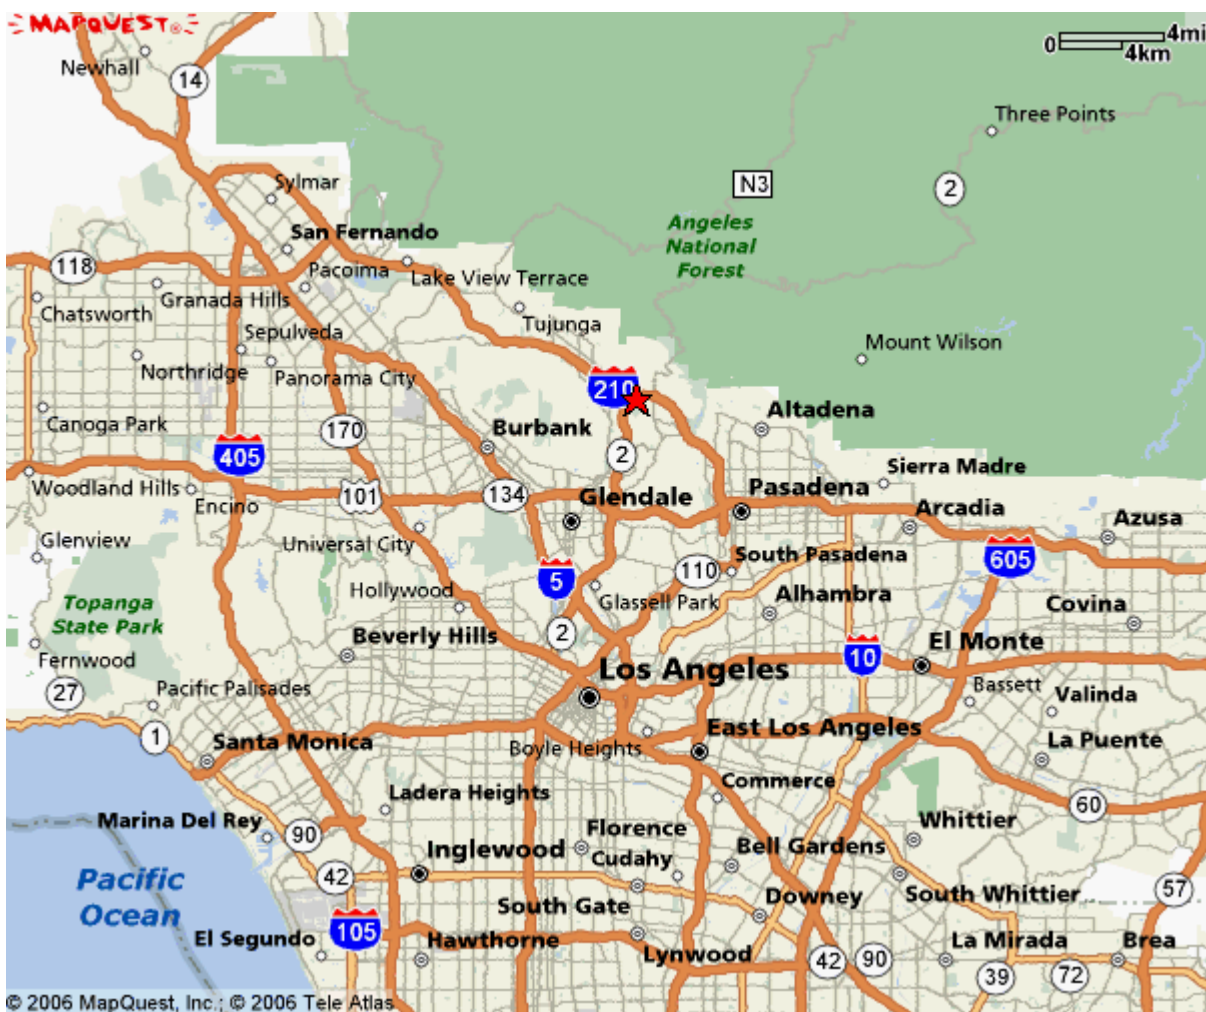 MAPQUEST®
0 4mi
4km
Newhall
14
Three Points
N3
2
Sylmar
Angeles
National
Forest
San Fernando
118
Pacoima
Lake View Terrace
Granada Hills
Chatsworth
Tujunga
Sepulveda
Mount Wilson
Northridge
Panorama City
210
Altadena
Canoga Park
170
Burbank
405
2
Sierra Madre
Woodland Hills
101
134
Glendale
Pasadena
Encino
Arcadia
Azusa
Glenview
Universal City
South Pasadena
605
110
5
Hollywood
Glassell Park
Alhambra
Covina
Topanga
State Park
2
Beverly Hills
El Monte
Fernwood
10
Los Angeles
27
Pacific Palisades
Bassett
Valinda
1
Santa Monica
Boyle Heights
East Los Angeles
La Puente
Commerce
Ladera Heights
60
Marina Del Rey
90
Florence
Whittier
Inglewood
Cudahy
Bell Gardens
Pacific
Ocean
42
South Gate
Downey
South Whittier
57
105
El Segundo
Hawthorne
Lynwood
42
90
La Mirada
Brea
39
72
© 2006 MapQuest, Inc.; © 2006 Tele Atlas